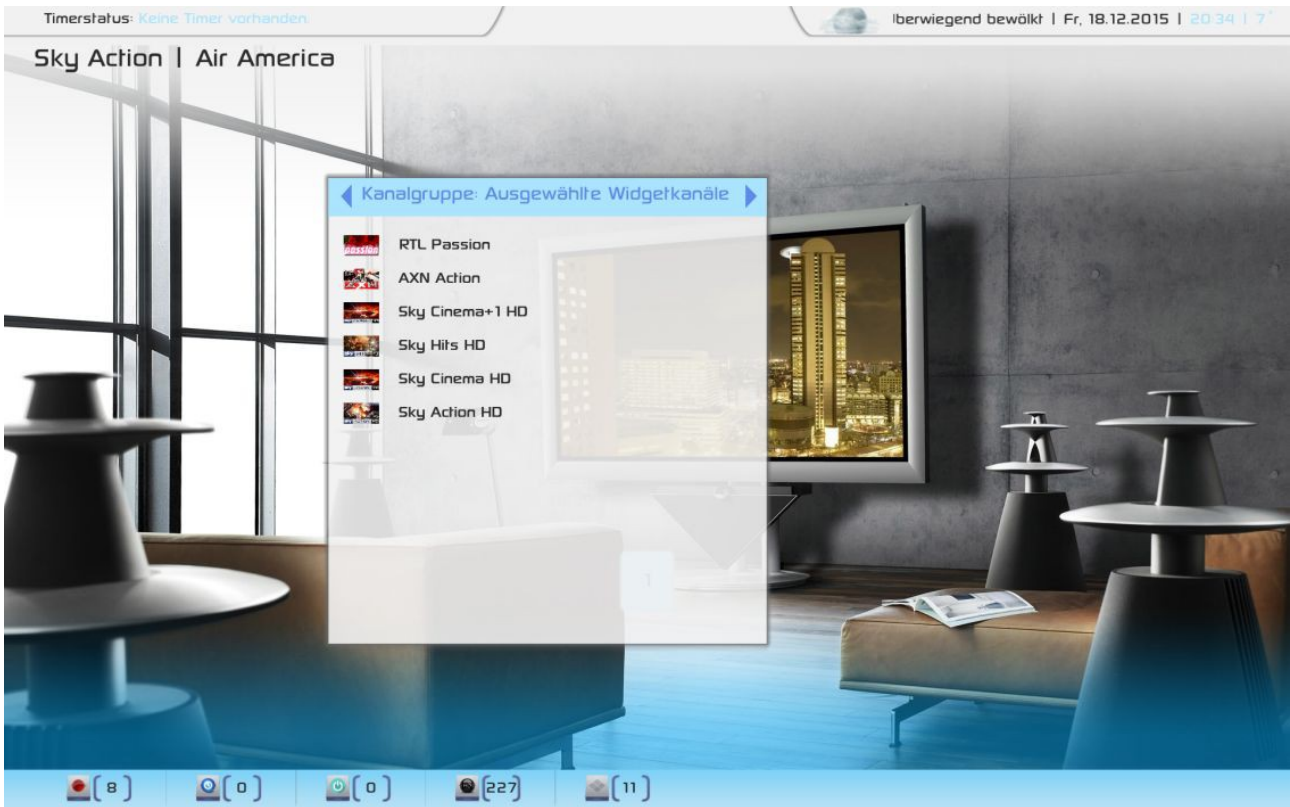 Timerstatus: Keine Timer vorhanden.
lberwiegend bewölkt | Fr, 18.12.2015 | 20:34 | 7°
Sky Action | Air America
Kanalgruppe: Ausgewählte Widgetkanäle
passion
RTL Passion
AXN Action
Sky Cinema+1 HD
Sky Hits HD
Sky Cinema HD
Sky Action HD
1
(8) (0) (0) (227) (11)